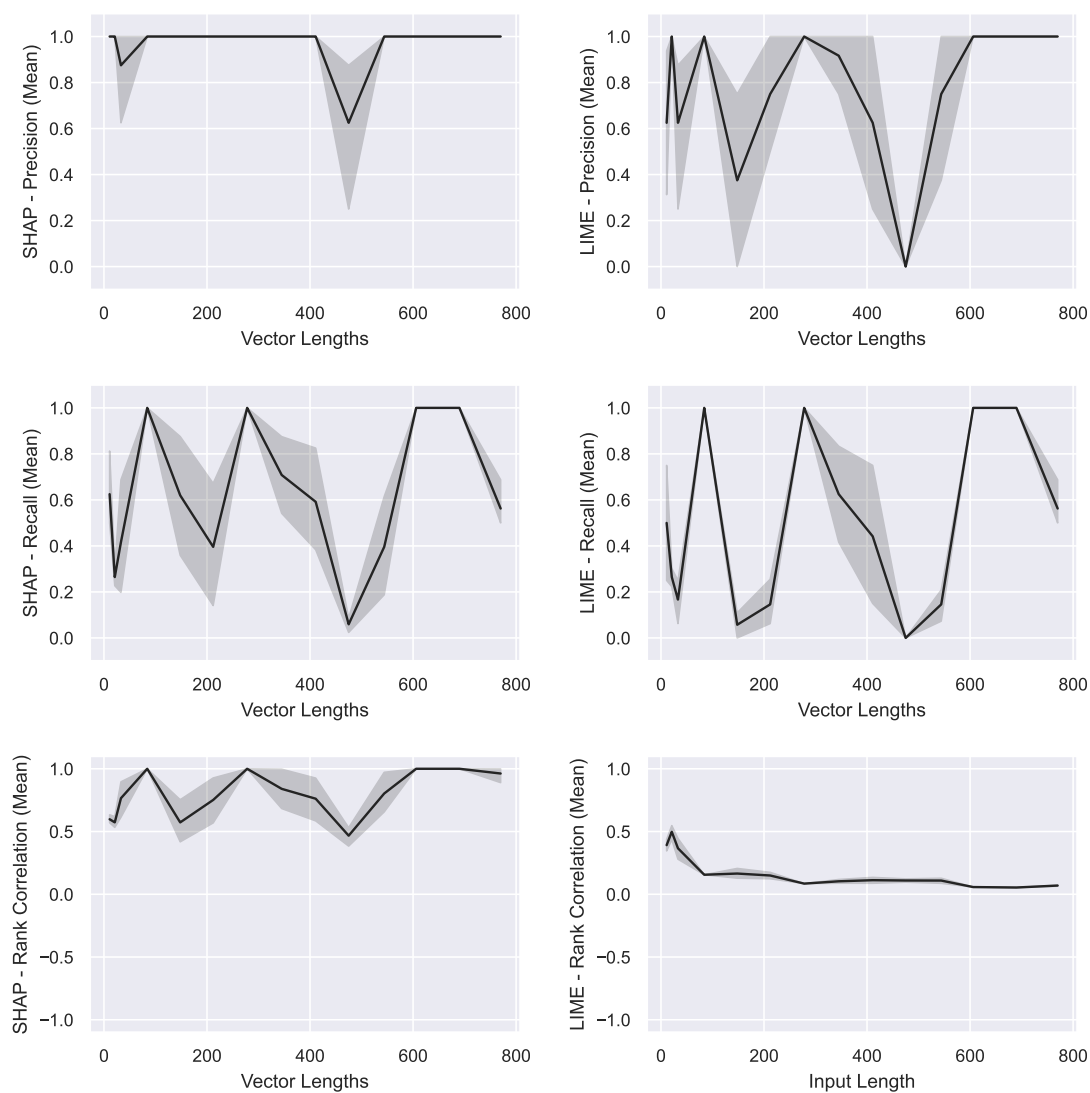 SHAP - Precision (Mean)
1.0
0.8
0.6
0.4
0.2
0.0
0 200 400 600 800
Vector Lengths
LIME - Precision (Mean)
1.0
0.8
0.6
0.4
0.2
0.0
0 200 400 600 800
Vector Lengths
SHAP - Recall (Mean)
1.0
0.8
0.6
0.4
0.2
0.0
0 200 400 600 800
Vector Lengths
LIME - Recall (Mean)
1.0
0.8
0.6
0.4
0.2
0.0
0 200 400 600 800
Vector Lengths
SHAP - Rank Correlation (Mean)
1.0
0.5
0.0
−0.5
−1.0
0 200 400 600 800
Vector Lengths
LIME - Rank Correlation (Mean)
1.0
0.5
0.0
−0.5
−1.0
0 200 400 600 800
Input Length